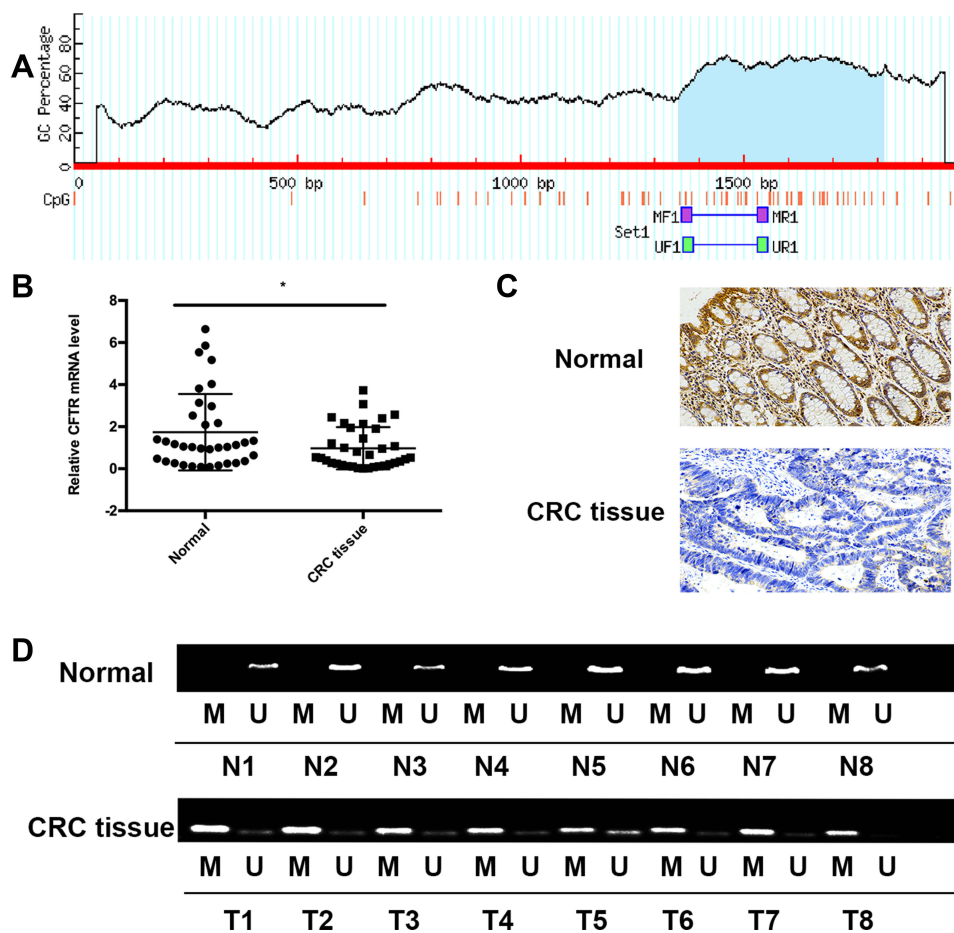 A
GC Percentage
0 20 40 60 80
0 500 bp 1000 bp 1500 bp
CpG
MF1 MR1
Set1
UF1 UR1
B
*
Relative CFTR mRNA level
8
6
4
2
0
-2
Normal CRC tissue
C
Normal
CRC tissue
D
Normal
M U M U M U M U M U M U M U M U
N1 N2 N3 N4 N5 N6 N7 N8
CRC tissue
M U M U M U M U M U M U M U M U
T1 T2 T3 T4 T5 T6 T7 T8